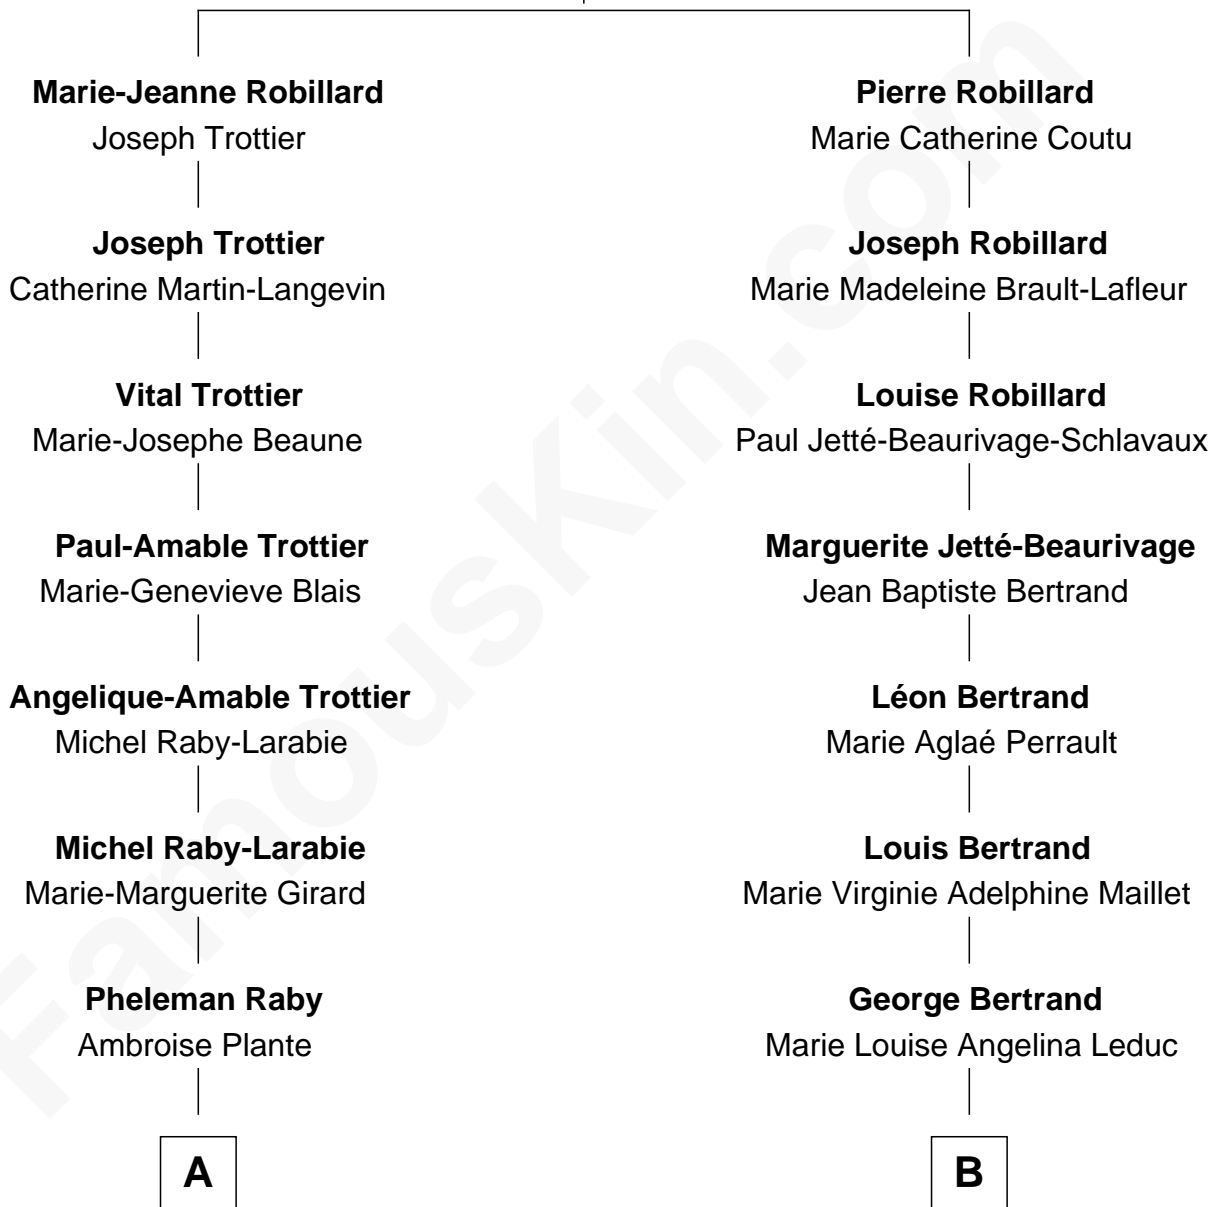 Marie-Jeanne Robillard
Joseph Trottier
Joseph Trottier
Catherine Martin-Langevin
Vital Trottier
Marie-Josephe Beaune
Paul-Amable Trottier
Marie-Genevieve Blais
Angelique-Amable Trottier
Michel Raby-Larabie
Michel Raby-Larabie
Marie-Marguerite Girard
Pheleman Raby
Ambroise Plante
A
Pierre Robillard
Marie Catherine Coutu
Joseph Robillard
Marie Madeleine Brault-Lafleur
Louise Robillard
Paul Jetté-Beaurivage-Schlavaux
Marguerite Jetté-Beaurivage
Jean Baptiste Bertrand
Léon Bertrand
Marie Aglaé Perrault
Louis Bertrand
Marie Virginie Adelphine Maillet
George Bertrand
Marie Louise Angelina Leduc
B
FamousKin.com